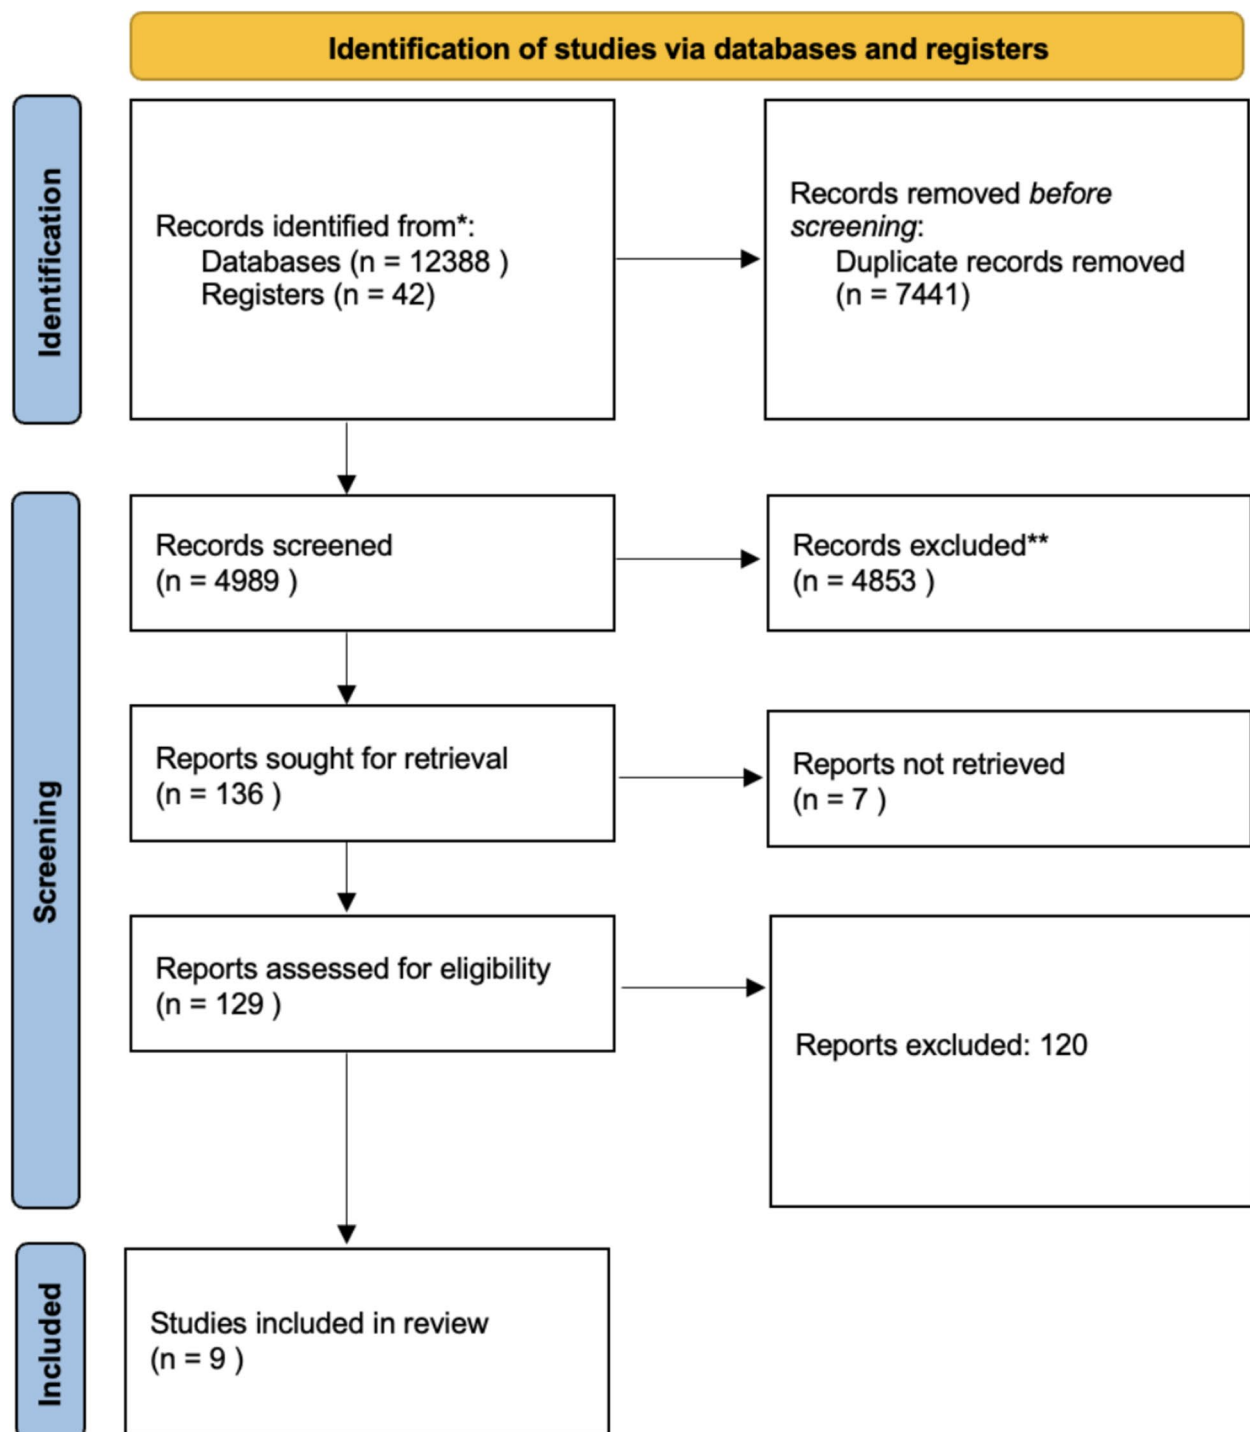 Identification of studies via databases and registers
Identification
Records identified from*:
Databases (n = 12388 )
Registers (n = 42)
Records removed before
screening:
Duplicate records removed
(n = 7441)
Screening
Records screened
(n = 4989 )
Records excluded**
(n = 4853 )
Reports sought for retrieval
(n = 136 )
Reports not retrieved
(n = 7 )
Reports assessed for eligibility
(n = 129 )
Reports excluded: 120
Included
Studies included in review
(n = 9 )